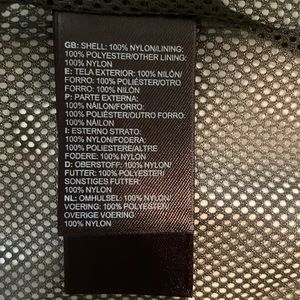 GB: SHELL: 100% NYLON/LINING:
100% POLYESTER/OTHER LINING:
100% NYLON
E: TELA EXTERIOR: 100% NILÓN/
FORRO: 100% POLIÉSTER/OTRO
FORRO: 100% NILÓN
P: PARTE EXTERNA:
100% NÁILON/FORRO:
100% POLIÉSTER/OUTRO FORRO:
100% NÁILON
I: ESTERNO STRATO:
100% NYLON/FODERA:
100% POLIESTERE/ALTRE
FODERE: 100% NYLON
D: OBERSTOFF: 100% NYLON/
FUTTER: 100% POLYESTER/
SONSTIGES FUTTER
100% NYLON
NL: OMHULSEL: 100% NYLON/
VOERING: 100% POLYESTER/
OVERIGE VOERING:
100% NYLON